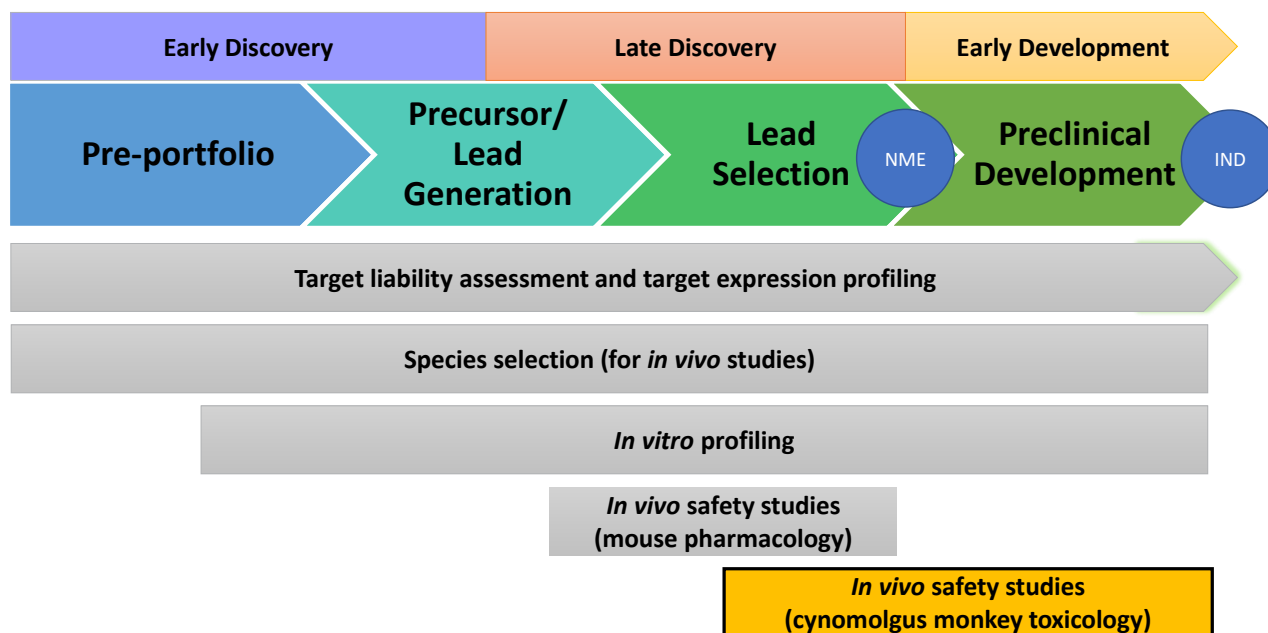 Early Discovery
Late Discovery
Early Development
Pre-portfolio
Precursor/
Lead
Generation
Lead
Selection
NME
Preclinical
Development
IND
Target liability assessment and target expression profiling
Species selection (for in vivo studies)
In vitro profiling
In vivo safety studies
(mouse pharmacology)
In vivo safety studies
(cynomolgus monkey toxicology)